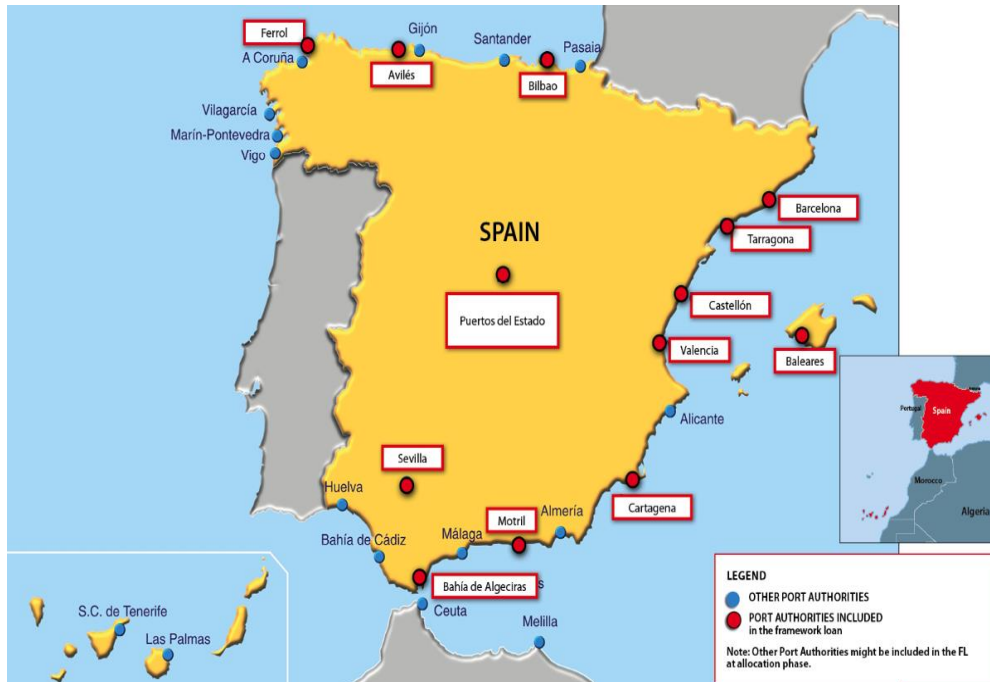 Ferrol
Gijón
Santander
Pasaia
A Coruña
Avilés
Bilbao
Vilagarcía
Marín-Pontevedra
Vigo
Barcelona
SPAIN
Tarragona
Puertos del Estado
Castellón
Valencia
Baleares
Alicante
Sevilla
Huelva
Cartagena
Motril
Almería
Bahía de Cádiz
Málaga
Bahía de Algeciras
Ceuta
Melilla
S.C. de Tenerife
Las Palmas
Portugal
Spain
Morocco
Algeria
LEGEND
OTHER PORT AUTHORITIES
PORT AUTHORITIES INCLUDED
in the framework loan
Note: Other Port Authorities might be included in the FL
at allocation phase.